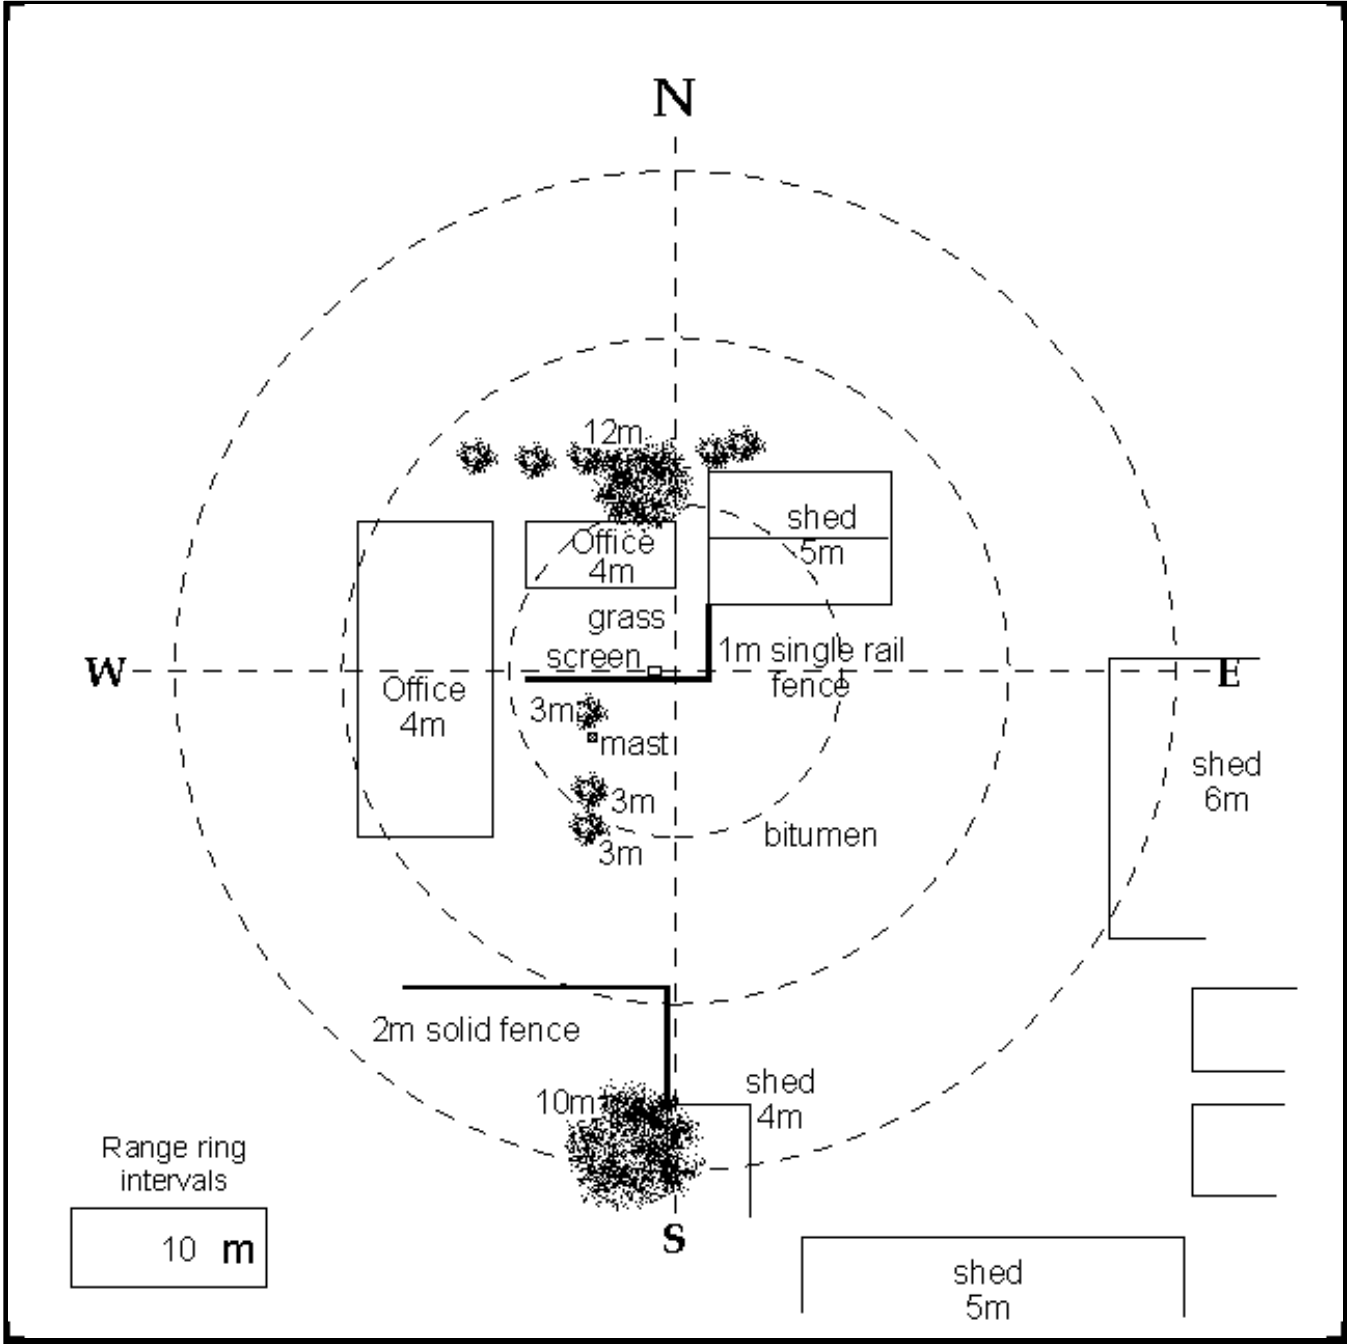 N
12m
shed
5m
Office
4m
grass
screen
1m single rail
fence
W
E
Office
4m
3m
mast
shed
6m
3m
3m
bitumen
2m solid fence
10m
shed
4m
Range ring
intervals
10 m
S
shed
5m